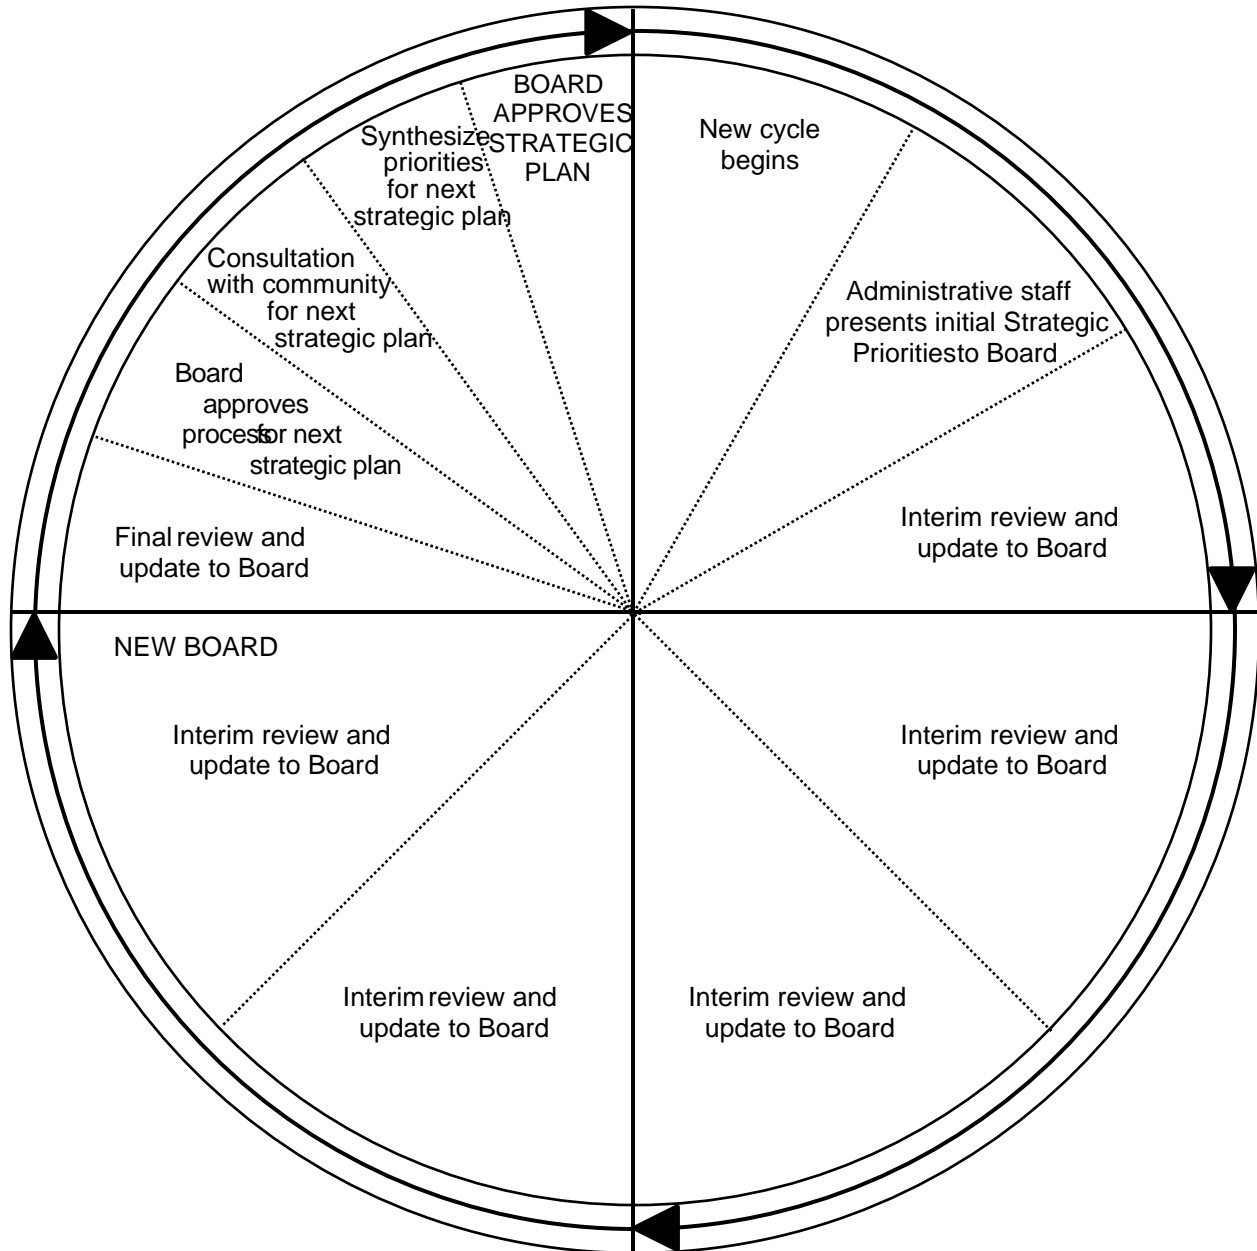 New cycle
begins
Administrative staff
presents initial Strategic
Prioritiesto Board
Interim review and
update to Board
Interim review and
update to Board
Interim review and
update to Board
Interim review and
update to Board
Interim review and
update to Board
NEW BOARD
Final review and
update to Board
Board
approves
process for next
strategic plan
Consultation
with community
for next
strategic plan
Synthesize
priorities
for next
strategic plan
BOARD
APPROVES
STRATEGIC
PLAN